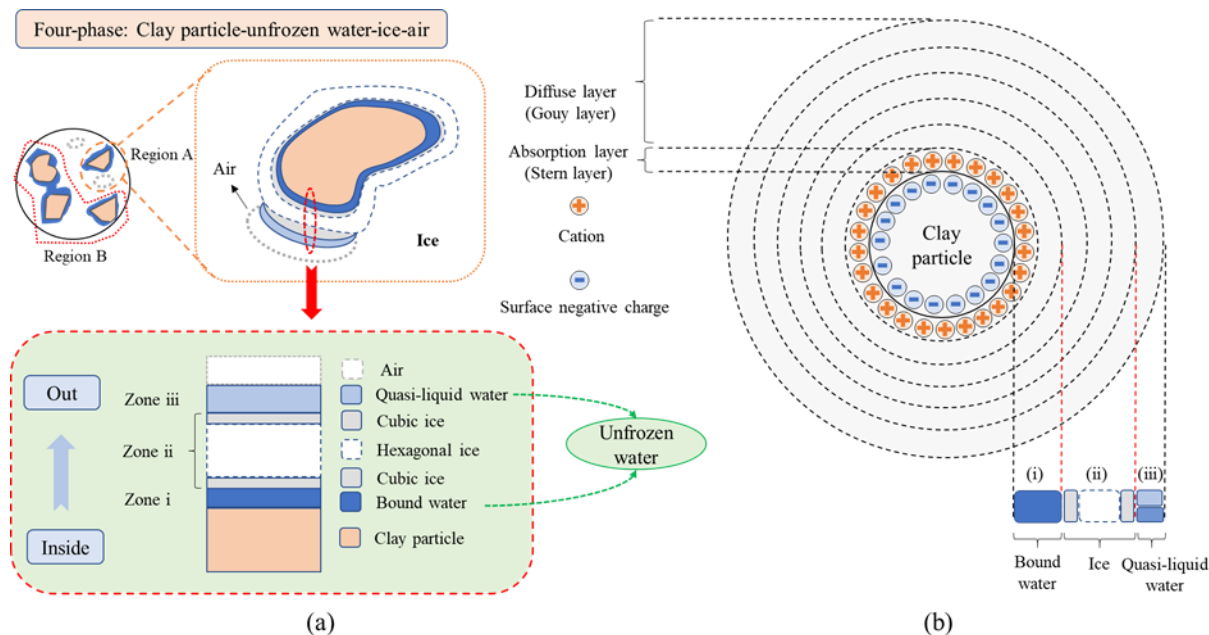 Four-phase: Clay particle-unfrozen water-ice-air
Region A
Region B
Air
Ice
Out
Inside
Zone iii
Zone ii
Zone i
Air
Quasi-liquid water
Cubic ice
Hexagonal ice
Cubic ice
Bound water
Clay particle
Unfrozen
water
(a)
Diffuse layer
(Gouy layer)
Absorption layer
(Stern layer)
Cation
Surface negative charge
Clay
particle
(i)
(ii)
(iii)
Bound
water
Ice
Quasi-liquid
water
(b)